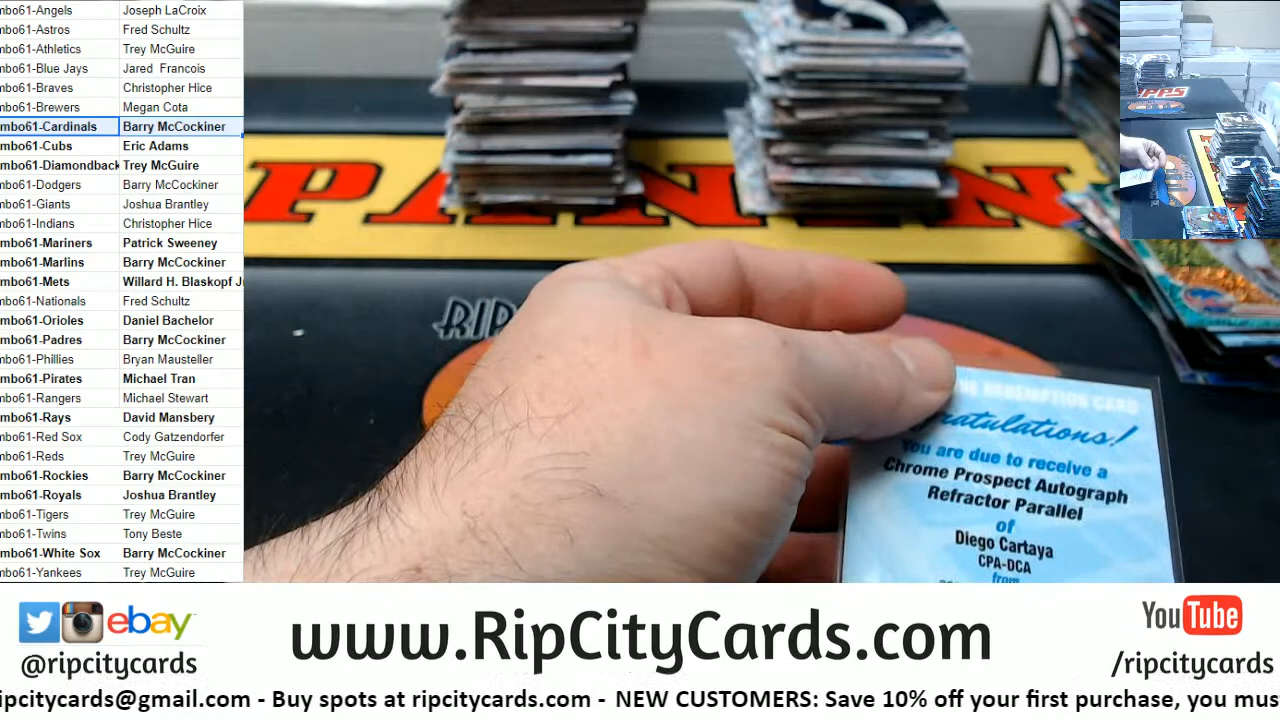 mbo61-Angels Joseph LaCroix
mbo61-Astros Fred Schultz
mbo61-Athletics Trey McGuire
mbo61-Blue Jays Jared Francois
mbo61-Braves Christopher Hice
mbo61-Brewers Megan Cota
mbo61-Cardinals Barry McCockiner
mbo61-Cubs Eric Adams
mbo61-Diamondback Trey McGuire
mbo61-Dodgers Barry McCockiner
mbo61-Giants Joshua Brantley
mbo61-Indians Christopher Hice
mbo61-Mariners Patrick Sweeney
mbo61-Marlins Barry McCockiner
mbo61-Mets Willard H. Blaskopf J
mbo61-Nationals Fred Schultz
mbo61-Orioles Daniel Bachelor
mbo61-Padres Barry McCockiner
mbo61-Phillies Bryan Mausteller
mbo61-Pirates Michael Tran
mbo61-Rangers Michael Stewart
mbo61-Rays David Mansbery
mbo61-Red Sox Cody Gatzendorfer
mbo61-Reds Trey McGuire
mbo61-Rockies Barry McCockiner
mbo61-Royals Joshua Brantley
mbo61-Tigers Trey McGuire
mbo61-Twins Tony Beste
mbo61-White Sox Barry McCockiner
mbo61-Yankees Trey McGuire
PANINI
RIP
REDEMPTION CARD
ratulations!
You are due to receive a
Chrome Prospect Autograph
Refractor Parallel
of
Diego Cartaya
CPA-DCA
from
ebay
@ripcitycards
www.RipCityCards.com
YouTube
/ripcitycards
ipcitycards@gmail.com - Buy spots at ripcitycards.com - NEW CUSTOMERS: Save 10% off your first purchase, you mus